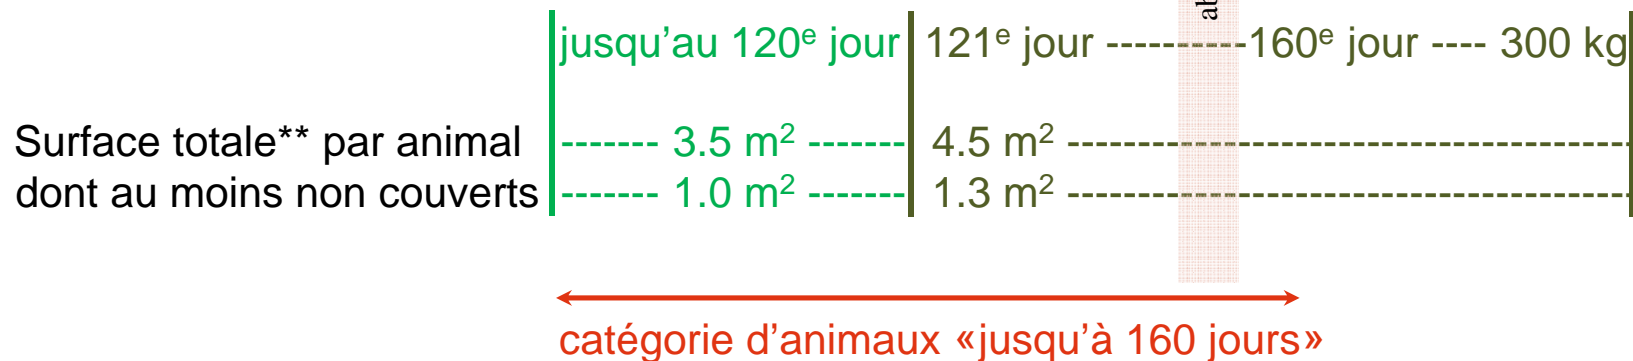 jusqu’au 120e jour 121e jour ----------160e jour ---- 300 kg
Surface totale** par animal ------- 3.5 m2 ------- 4.5 m2 ----------------------------------------
dont au moins non couverts ------- 1.0 m2 ------- 1.3 m2 ----------------------------------------
catégorie d’animaux «jusqu’à 160 jours»